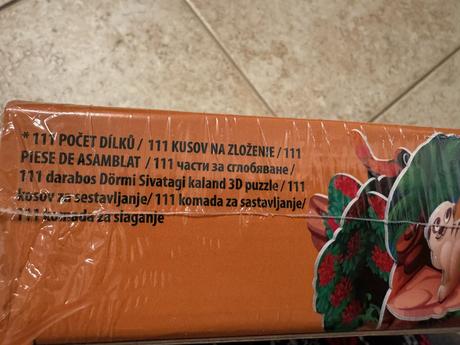 * 111 POČET DÍLKŮ / 111 KUSOV NA ZLOŽENIE / 111
PIESE DE ASAMBLAT / 111 части за сглобяване /
111 darabos Dörmi Sivatagi kaland 3D puzzle / 111
kosov za sestavljanje/ 111 komada za sastavljanje/
111 komada za slaganje